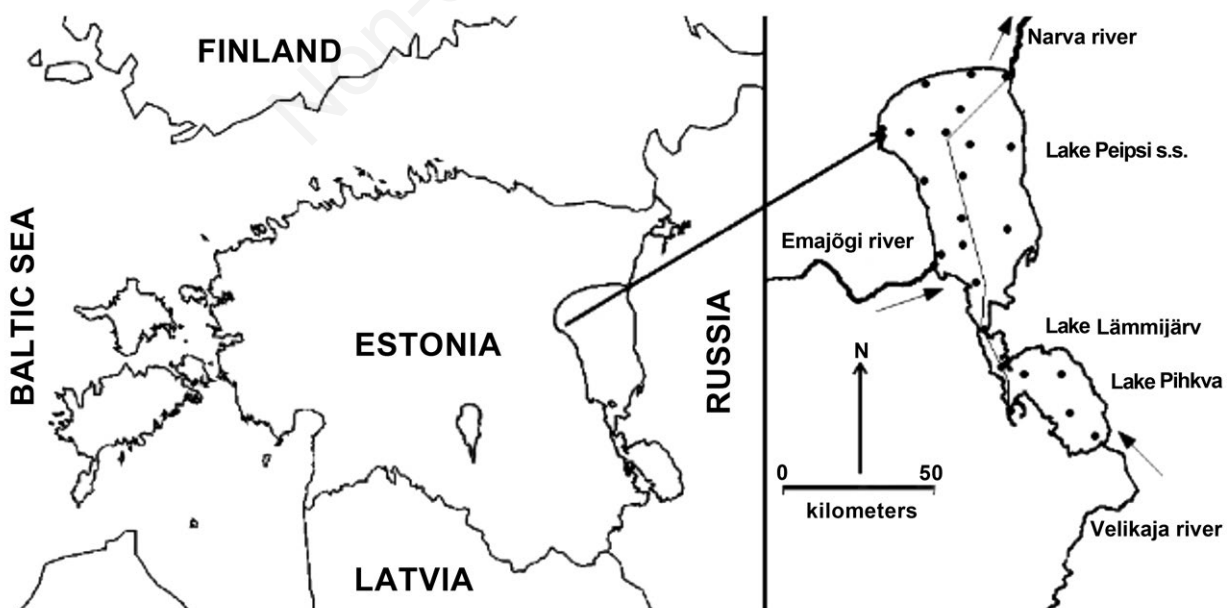 FINLAND
BALTIC SEA
ESTONIA
RUSSIA
LATVIA
Narva river
Lake Peipsi s.s.
Emajõgi river
Lake Lämmijärv
Lake Pihkva
N
0 50
kilometers
Velikaja river
Non-